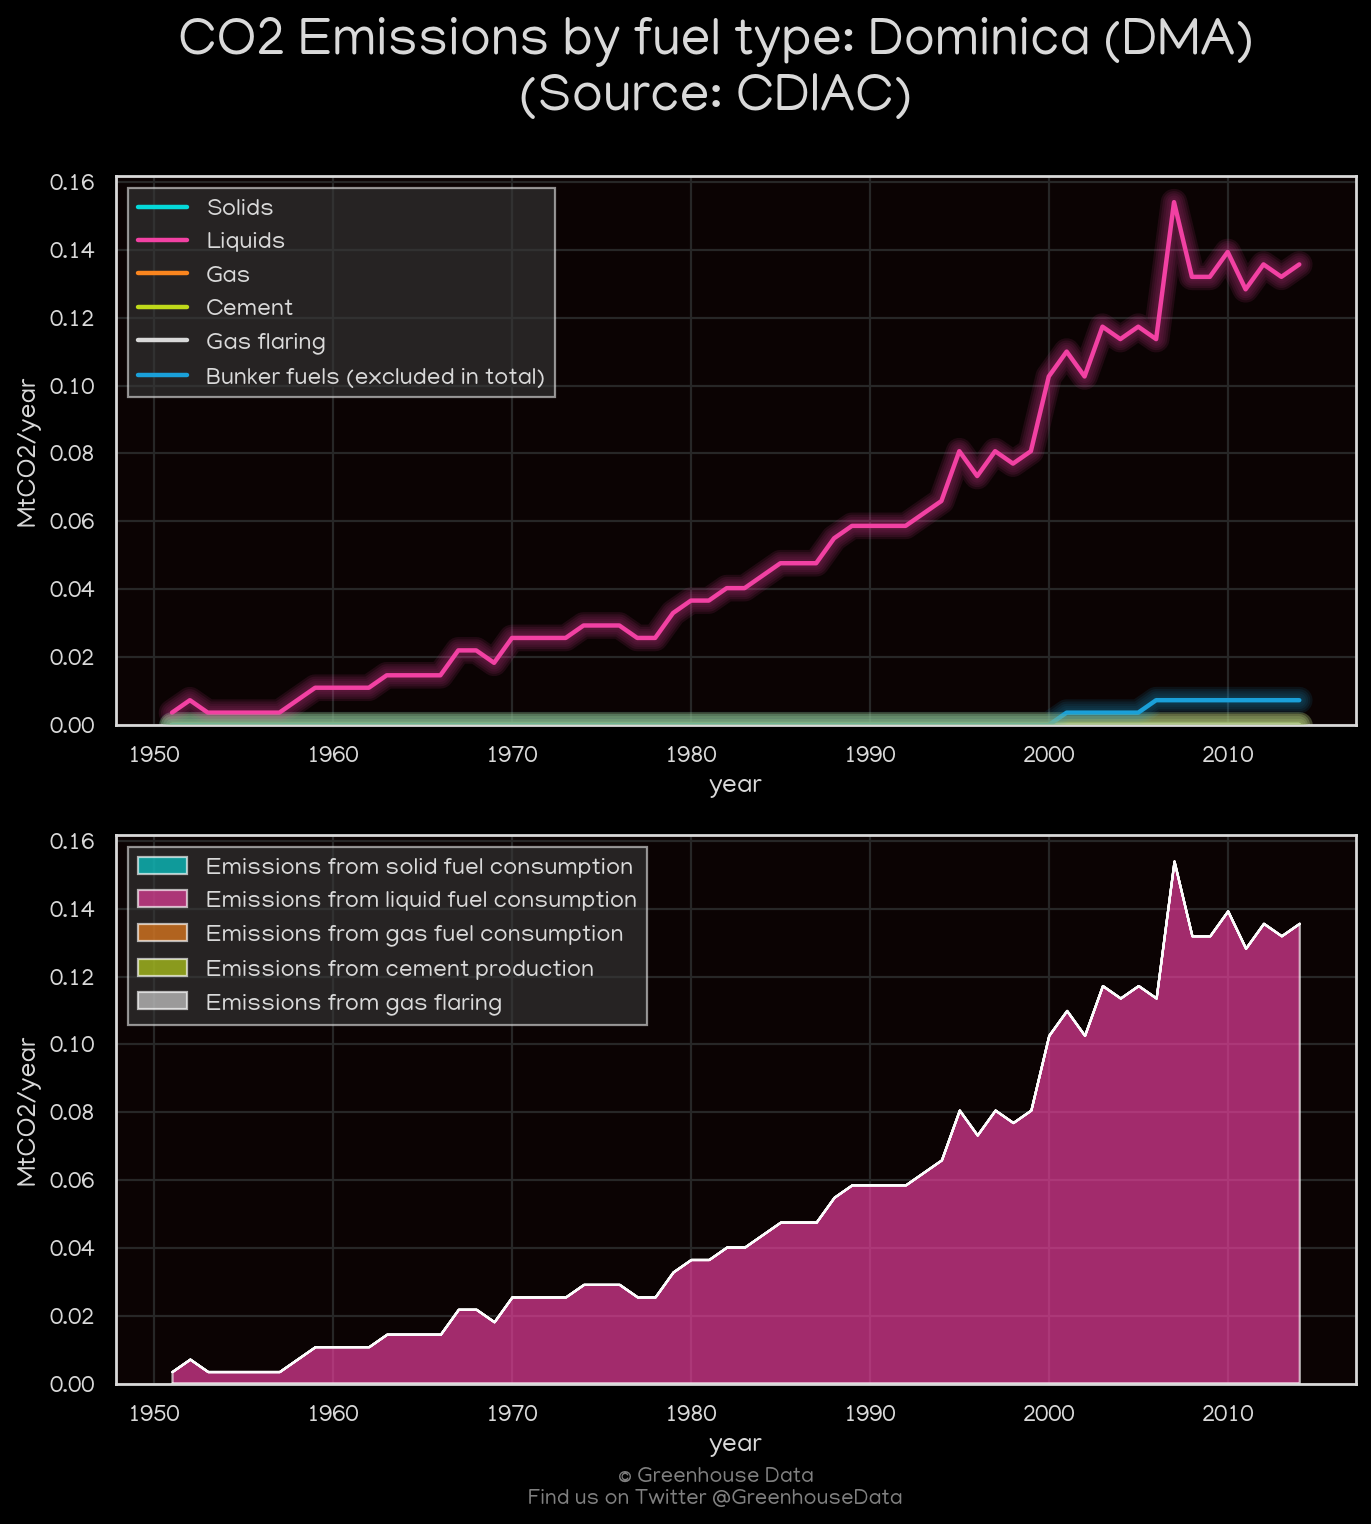 CO2 Emissions by fuel type: Dominica (DMA)
(Source: CDIAC)
0.16
0.14
0.12
0.10
0.08
0.06
0.04
0.02
0.00
MtCO2/year
Solids
Liquids
Gas
Cement
Gas flaring
Bunker fuels (excluded in total)
1950 1960 1970 1980 1990 2000 2010
year
0.16
0.14
0.12
0.10
0.08
0.06
0.04
0.02
0.00
MtCO2/year
Emissions from solid fuel consumption
Emissions from liquid fuel consumption
Emissions from gas fuel consumption
Emissions from cement production
Emissions from gas flaring
1950 1960 1970 1980 1990 2000 2010
year
© Greenhouse Data
Find us on Twitter @GreenhouseData